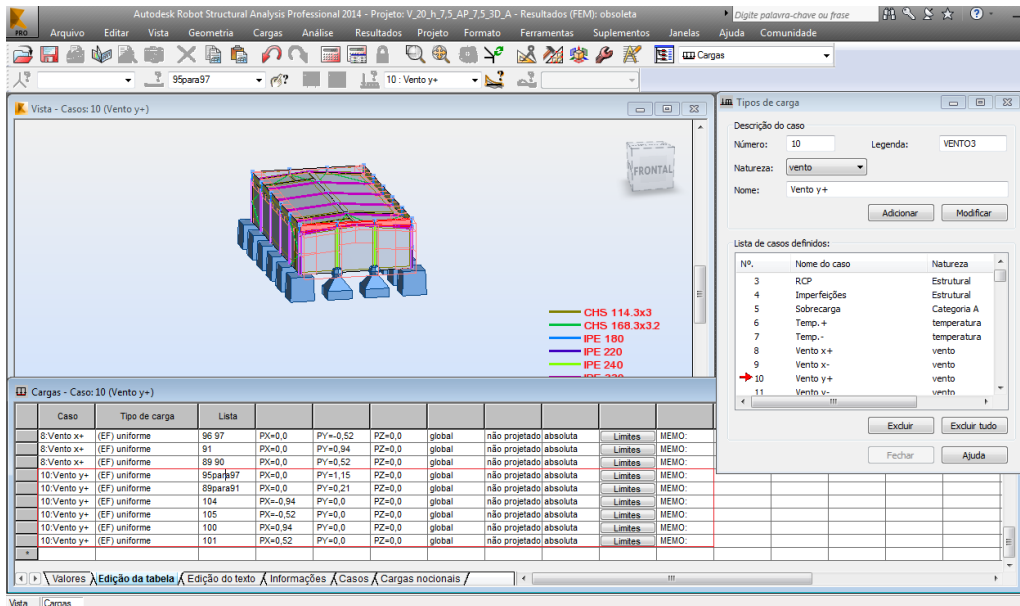 Autodesk Robot Structural Analysis Professional 2014 - Projeto: V_20_h_7,5_AP_7,5_3D_A - Resultados (FEM): obsoleta
Digite palavra-chave ou frase
PRO
Arquivo Editar Vista Geometria Cargas Análise Resultados Projeto Formato Ferramentas Suplementos Janelas Ajuda Comunidade
Cargas
95para97
10 : Vento y+
Vista - Casos: 10 (Vento y+)
FRONTAL
CHS 114.3x3
CHS 168.3x3.2
IPE 180
IPE 220
IPE 240
Tipos de carga
Descrição do caso
Número: 10 Legenda: VENTO3
Natureza: vento
Nome: Vento y+
Adicionar Modificar
Lista de casos definidos:
Nº. Nome do caso Natureza
3 RCP Estrutural
4 Imperfeições Estrutural
5 Sobrecarga Categoria A
6 Temp.+ temperatura
7 Temp.- temperatura
8 Vento x+ vento
9 Vento x- vento
10 Vento y+ vento
11 Vento y- vento
Excluir Excluir tudo
Fechar Ajuda
Cargas - Caso: 10 (Vento y+)
Caso Tipo de carga Lista
8:Vento x+ (EF) uniforme 96 97 PX=0,0 PY=-0,52 PZ=0,0 global não projetado absoluta Limites MEMO:
8:Vento x+ (EF) uniforme 91 PX=0,0 PY=0,94 PZ=0,0 global não projetado absoluta Limites MEMO:
8:Vento x+ (EF) uniforme 89 90 PX=0,0 PY=0,52 PZ=0,0 global não projetado absoluta Limites MEMO:
10:Vento y+ (EF) uniforme 95para97 PX=0,0 PY=1,15 PZ=0,0 global não projetado absoluta Limites MEMO:
10:Vento y+ (EF) uniforme 89para91 PX=0,0 PY=0,21 PZ=0,0 global não projetado absoluta Limites MEMO:
10:Vento y+ (EF) uniforme 104 PX=-0,94 PY=0,0 PZ=0,0 global não projetado absoluta Limites MEMO:
10:Vento y+ (EF) uniforme 105 PX=-0,52 PY=0,0 PZ=0,0 global não projetado absoluta Limites MEMO:
10:Vento y+ (EF) uniforme 100 PX=0,94 PY=0,0 PZ=0,0 global não projetado absoluta Limites MEMO:
10:Vento y+ (EF) uniforme 101 PX=0,52 PY=0,0 PZ=0,0 global não projetado absoluta Limites MEMO:
Valores Edição da tabela Edição do texto Informações Casos Cargas nocionais
Vista Cargas